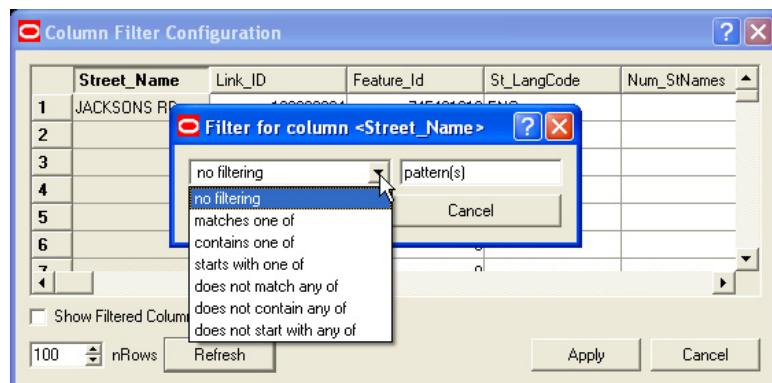 Column Filter Configuration
Street_Name Link_ID Feature_Id St_LangCode Num_StNames
1 JACKSONS RD
2
3
4
5
6
7
Filter for column <Street_Name>
no filtering pattern(s)
Cancel
no filtering
matches one of
contains one of
starts with one of
does not match any of
does not contain any of
does not start with any of
Show Filtered
100 nRows Refresh Apply Cancel